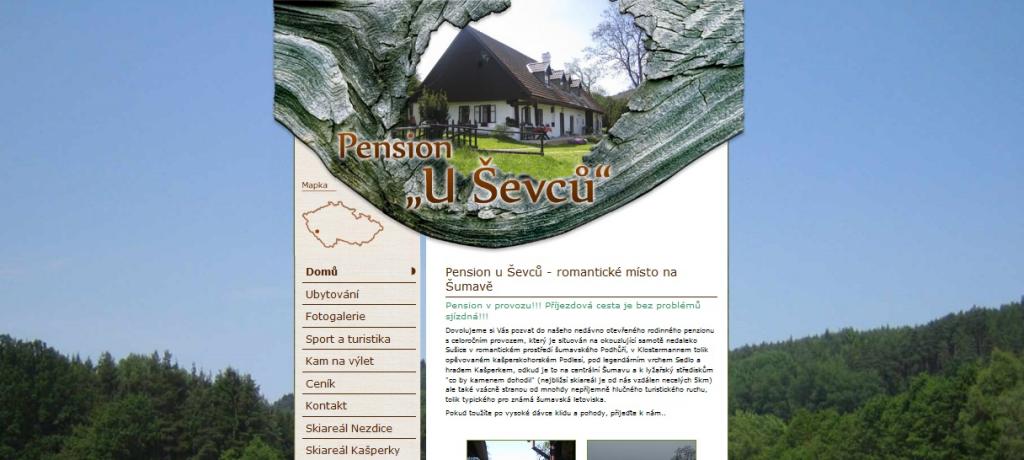 Pension
„U Ševců“
Mapka
Domů
Ubytování
Fotogalerie
Sport a turistika
Kam na výlet
Ceník
Kontakt
Skiareál Nezdice
Skiareál Kašperky
Pension u Ševců - romantické místo na
Šumavě
Pension v provozu!!! Příjezdová cesta je bez problémů
sjízdná!!!
Dovolujeme si Vás pozvat do našeho nedávno otevřeného rodinného penzionu
s celoročním provozem, který je situován na okouzlující samotě nedaleko
Sušice v romantickém prostředí šumavského Podhůří, v Klostermannem tolik
opěvovaném kašperskohorském Podlesí, pod legendárním vrchem Sedlo a
hradem Kašperkem, odkud je to na centrální Šumavu a k lyžařský střediskům
"co by kamenem dohodil" (nejbližsí skiareál je od nás vzdálen necelých 5km)
ale také vzácně stranou od mnohdy nepříjemně hlučného turistického ruchu,
tolik typického pro známá šumavská letoviska.
Pokud toužíte po vysoké dávce klidu a pohody, přijeďte k nám..